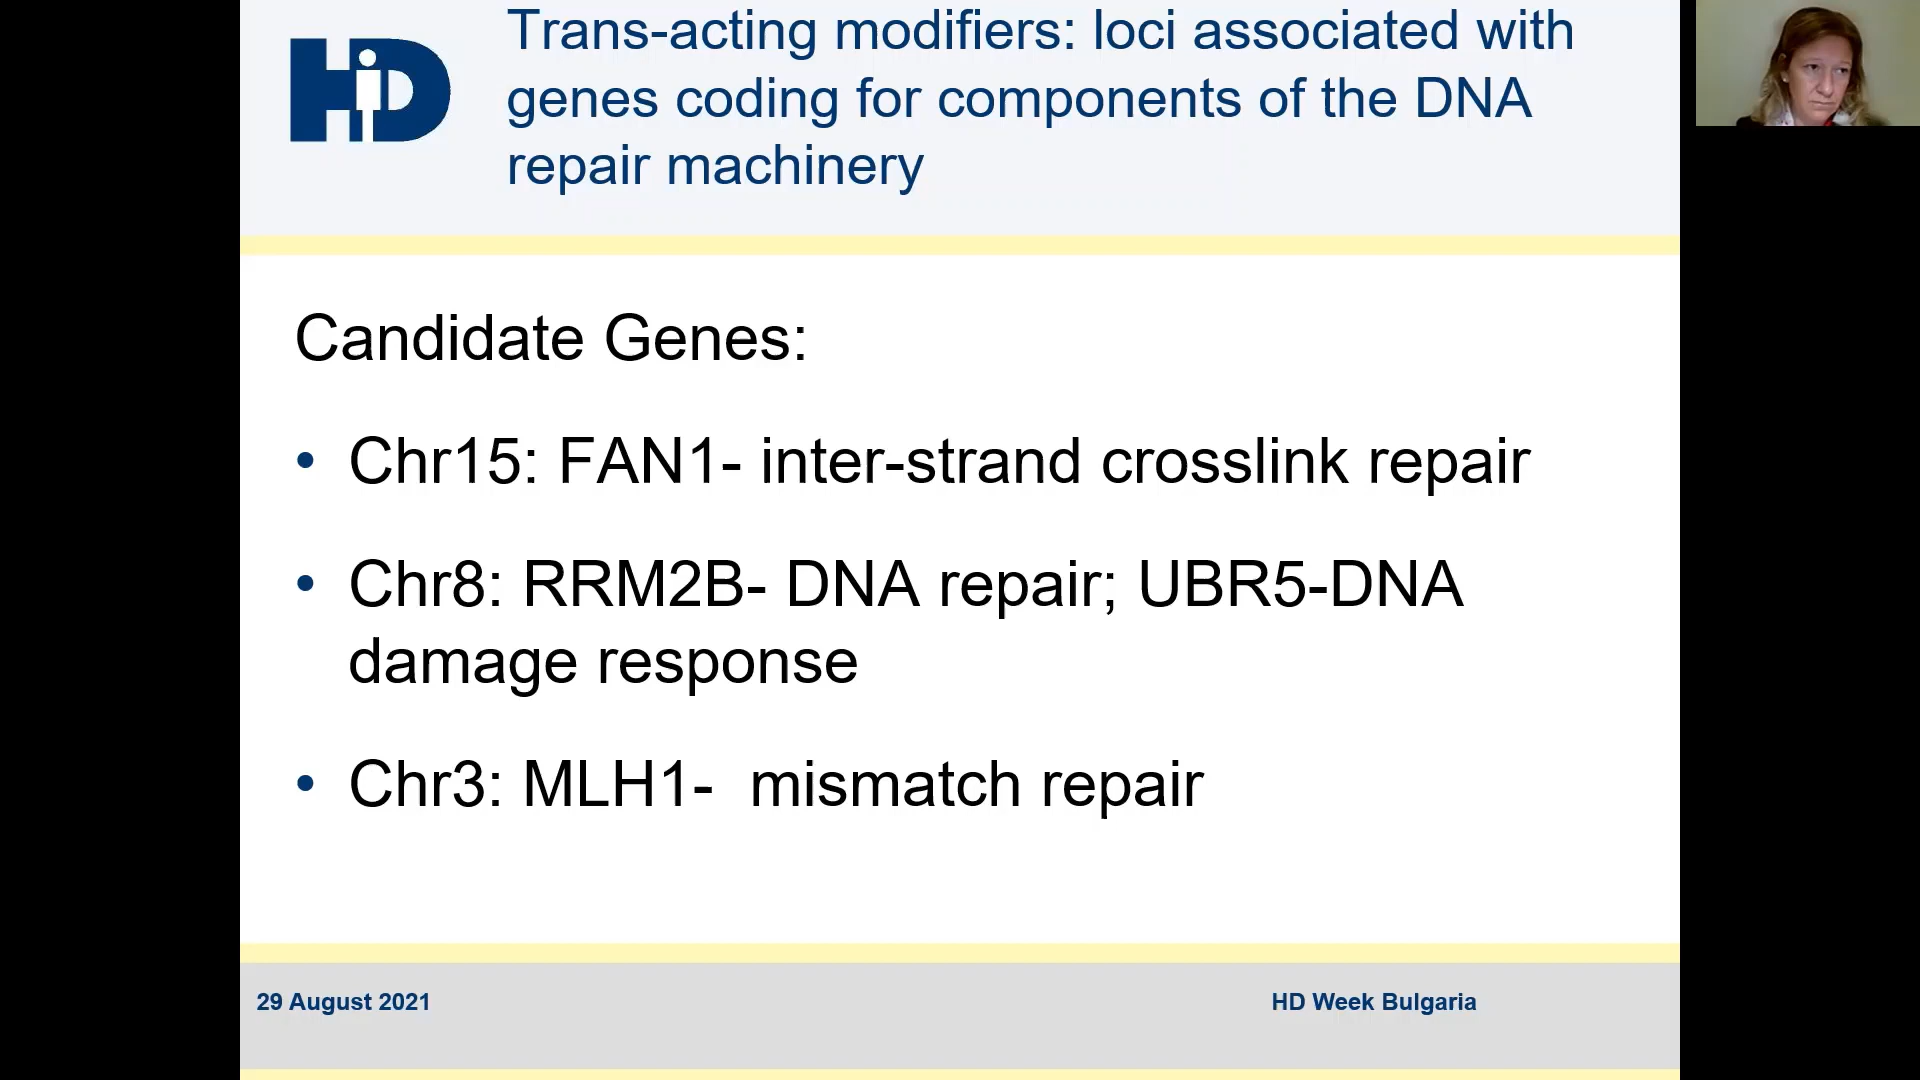 HD
Trans-acting modifiers: loci associated with
genes coding for components of the DNA
repair machinery
Candidate Genes:
• Chr15: FAN1- inter-strand crosslink repair
• Chr8: RRM2B- DNA repair; UBR5-DNA
damage response
• Chr3: MLH1-  mismatch repair
29 August 2021
HD Week Bulgaria